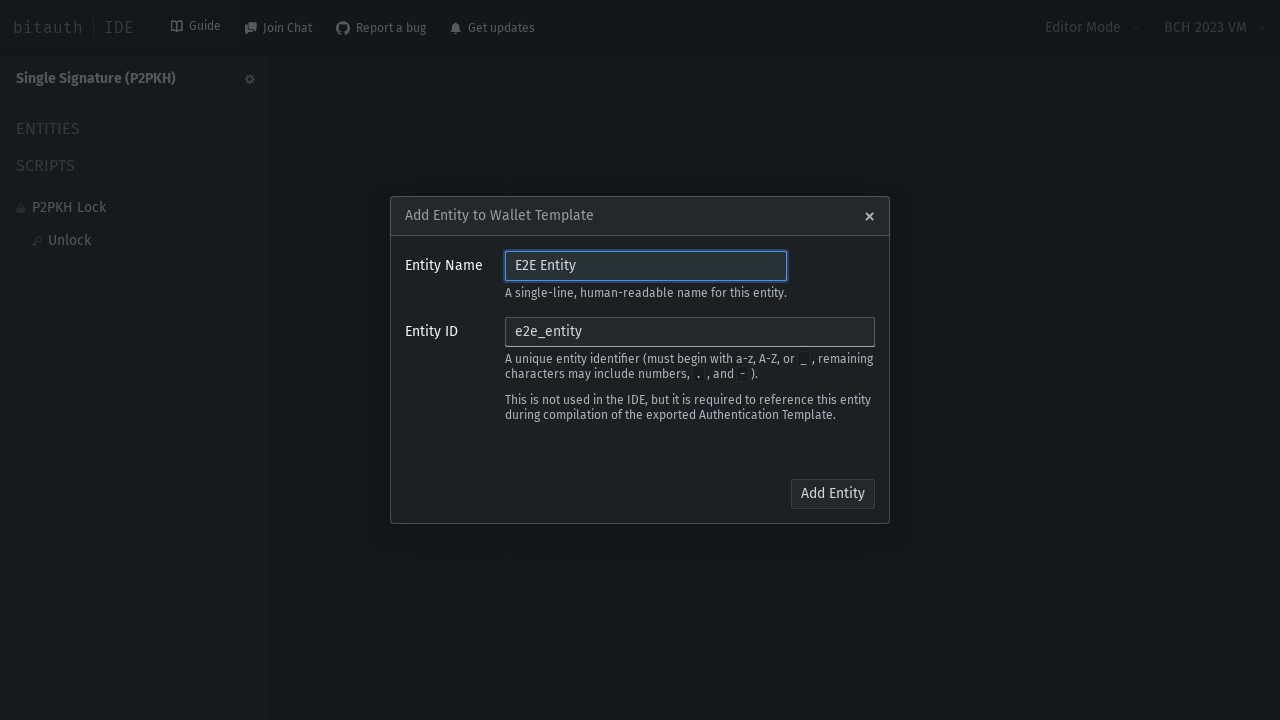 bitauth | IDE
Guide
Join Chat
Report a bug
Get updates
Editor Mode
BCH 2023 VM
Single Signature (P2PKH)
ENTITIES
SCRIPTS
P2PKH Lock
Unlock
Add Entity to Wallet Template
Entity Name
E2E Entity
A single-line, human-readable name for this entity.
Entity ID
e2e_entity
A unique entity identifier (must begin with a-z, A-Z, or _ , remaining
characters may include numbers, . , and - ).
This is not used in the IDE, but it is required to reference this entity
during compilation of the exported Authentication Template.
Add Entity